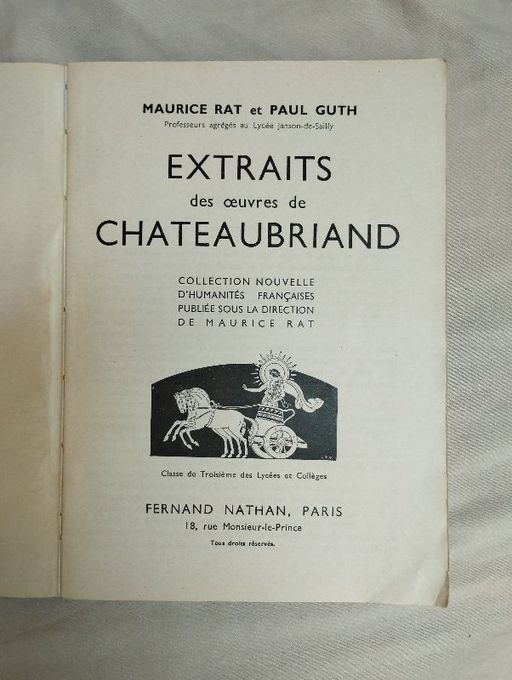 MAURICE RAT et PAUL GUTH
Professeurs agrégés au Lycée Janson-de-Sailly
EXTRAITS
des œuvres de
CHATEAUBRIAND
COLLECTION NOUVELLE
D'HUMANITÉS FRANÇAISES
PUBLIÉE SOUS LA DIRECTION
DE MAURICE RAT
Classe de Troisième des Lycées et Collèges
FERNAND NATHAN, PARIS
18, rue Monsieur-le-Prince
Tous droits réservés.